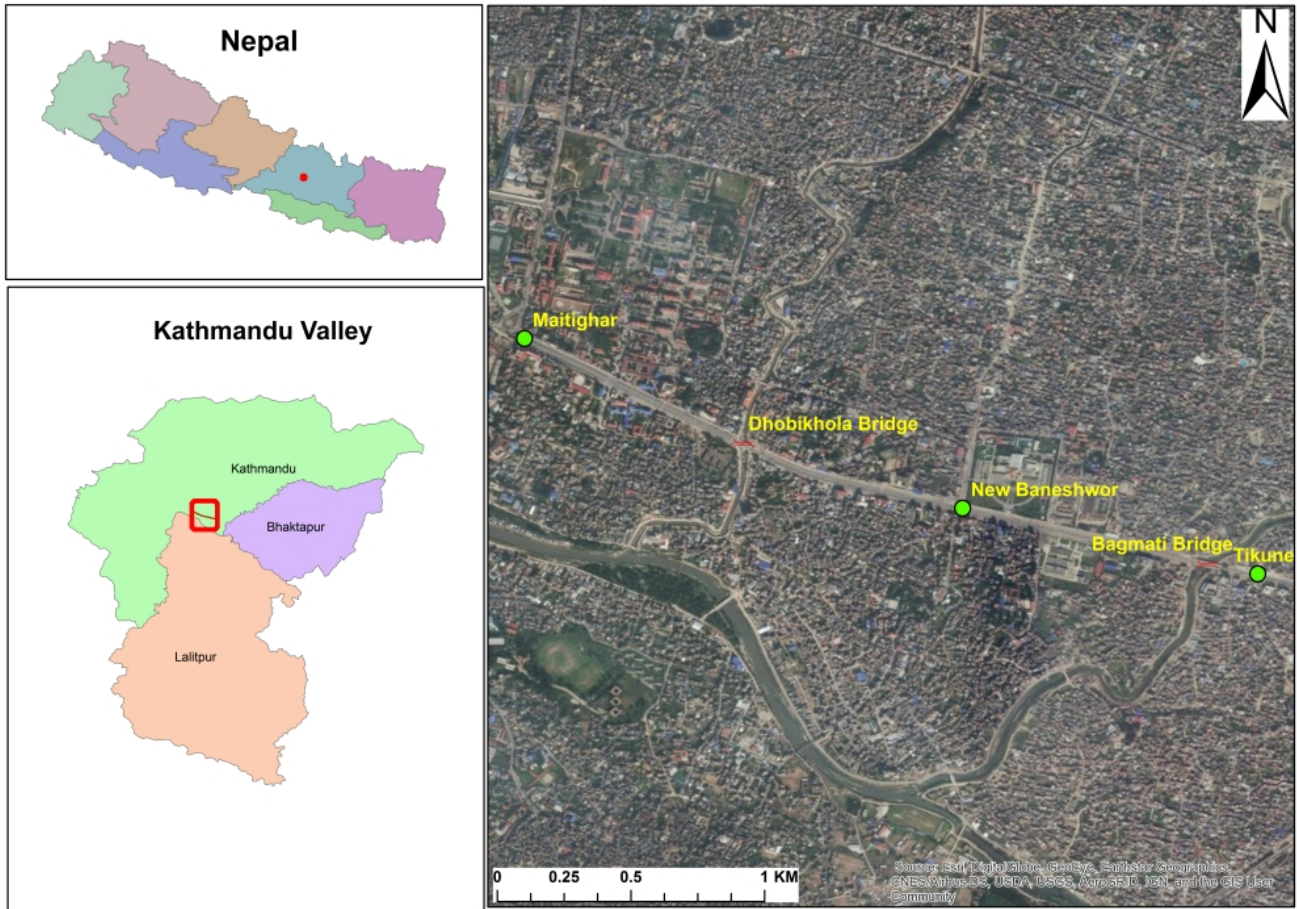 Nepal
Kathmandu Valley
Kathmandu
Bhaktapur
Lalitpur
N
Maitighar
Dhobikhola Bridge
New Baneshwor
Bagmati Bridge
Tikune
0 0.25 0.5 1 KM
Source: Esri, DigitalGlobe, GeoEye, Earthstar Geographics,
CNES/Airbus DS, USDA, USGS, AeroGRID, IGN, and the GIS User
Community